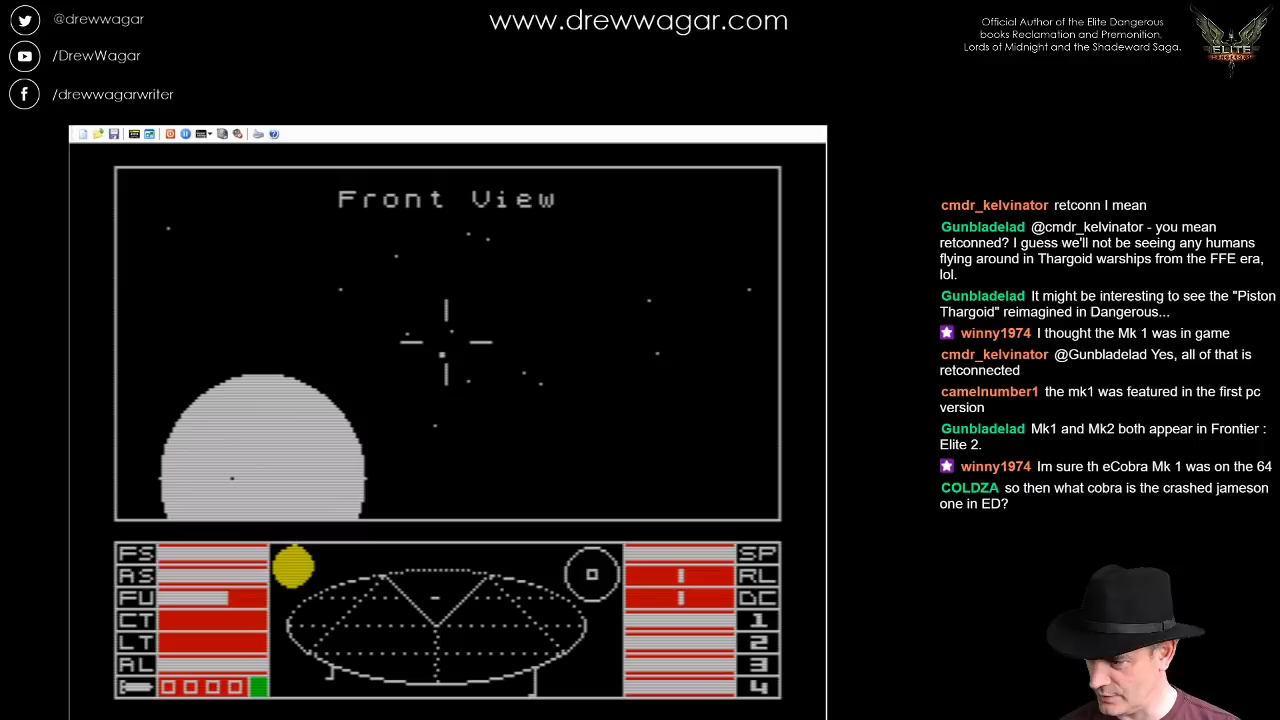 @drewwagar
/DrewWagar
/drewwagarwriter
www.drewwagar.com
Official Author of the Elite Dangerous
books Reclamation and Premonition.
Lords of Midnight and the Shadeward Saga.
ELITE
DANGEROUS
Front View
FS
AS
FU
CT
LT
AL
SP
RL
DC
1
2
3
4
cmdr_kelvinator retconn I mean
Gunbladelad @cmdr_kelvinator - you mean
retconned? I guess we'll not be seeing any humans
flying around in Thargoid warships from the FFE era,
lol.
Gunbladelad It might be interesting to see the "Piston
Thargoid" reimagined in Dangerous...
winny1974 I thought the Mk 1 was in game
cmdr_kelvinator @Gunbladelad Yes, all of that is
retconnected
camelnumber1 the mk1 was featured in the first pc
version
Gunbladelad Mk1 and Mk2 both appear in Frontier :
Elite 2.
winny1974 Im sure th eCobra Mk 1 was on the 64
COLDZA so then what cobra is the crashed jameson
one in ED?